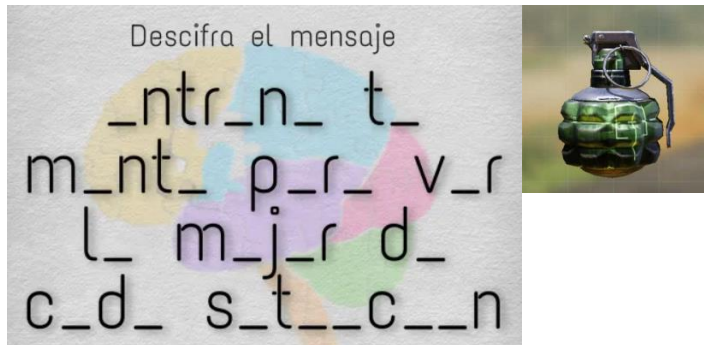 Descifra el mensaje
_ntr_n_ t_
m_nt_ p_r_ v_r
l_ m_j_r d_
c_d_ s_t__c__n